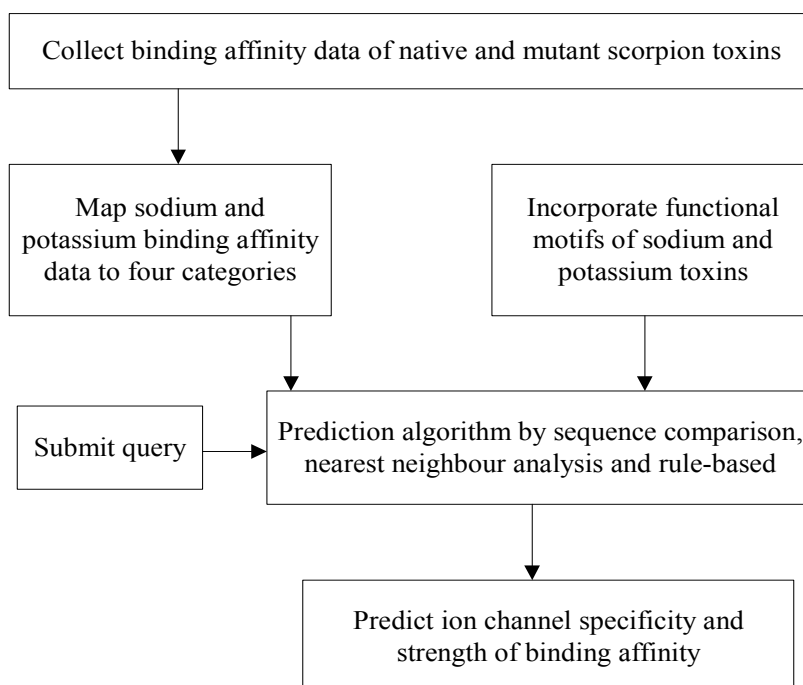 Collect binding affinity data of native and mutant scorpion toxins
Map sodium and
potassium binding affinity
data to four categories
Incorporate functional
motifs of sodium and
potassium toxins
Submit query
Prediction algorithm by sequence comparison,
nearest neighbour analysis and rule-based
Predict ion channel specificity and
strength of binding affinity